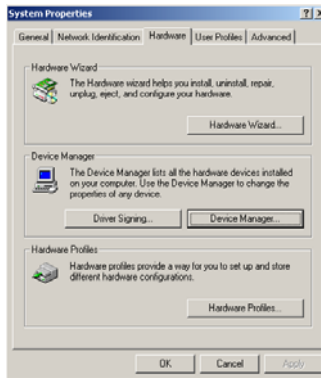 System Properties
General Network Identification Hardware User Profiles Advanced
Hardware Wizard
The Hardware wizard helps you install, uninstall, repair,
unplug, eject, and configure your hardware.
Hardware Wizard...
Device Manager
The Device Manager lists all the hardware devices installed
on your computer. Use the Device Manager to change the
properties of any device.
Driver Signing... Device Manager...
Hardware Profiles
Hardware profiles provide a way for you to set up and store
different hardware configurations.
Hardware Profiles...
OK Cancel Apply